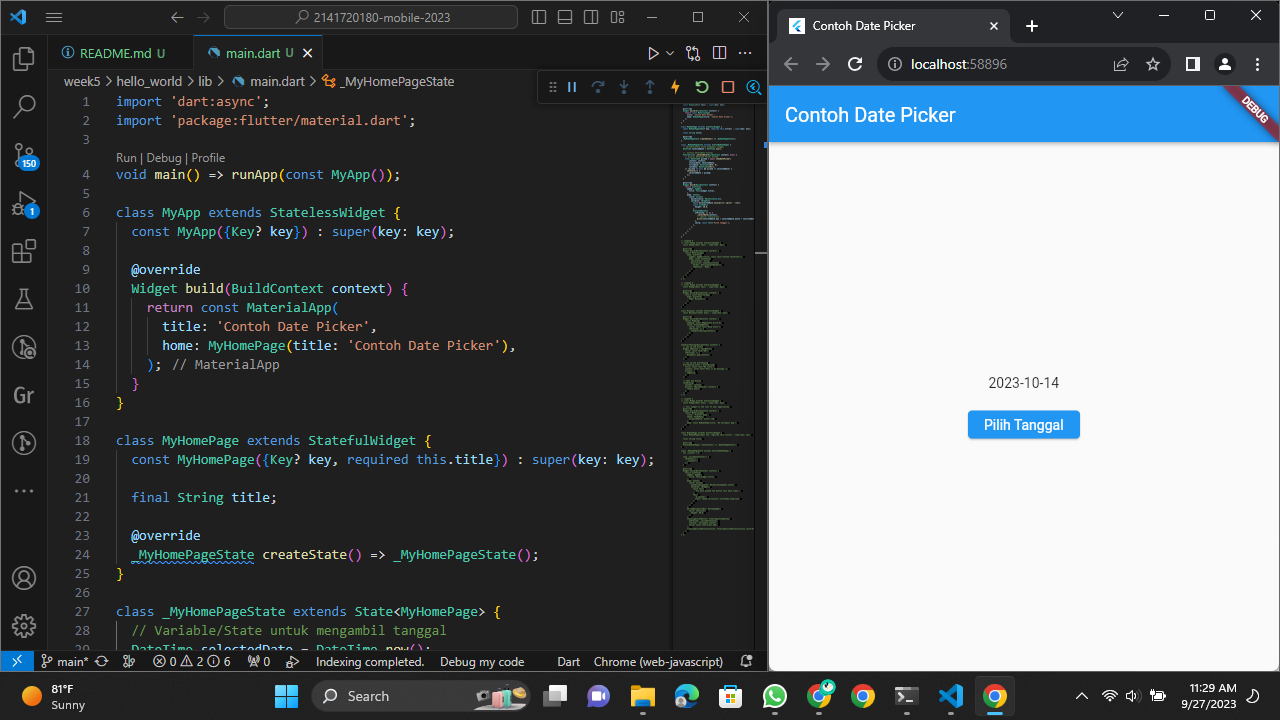 2141720180-mobile-2023
README.md U
main.dart U
week5 > hello_world > lib > main.dart > _MyHomePageState
1 import 'dart:async';
2 import 'package:flutter/material.dart';
3
Run | Debug | Profile
4 void main() => runApp(const MyApp());
5
6 class MyApp extends StatelessWidget {
7 const MyApp({Key? key}) : super(key: key);
8
9 @override
10 Widget build(BuildContext context) {
11 return const MaterialApp(
12 title: 'Contoh Date Picker',
13 home: MyHomePage(title: 'Contoh Date Picker'),
14 ); // MaterialApp
15 }
16 }
17
18 class MyHomePage extends StatefulWidget {
19 const MyHomePage({Key? key, required this.title}) : super(key: key);
20
21 final String title;
22
23 @override
24 _MyHomePageState createState() => _MyHomePageState();
25 }
26
27 class _MyHomePageState extends State<MyHomePage> {
28 // Variable/State untuk mengambil tanggal
29 DateTime selectedDate = DateTime.now();
150
1
Gr
main* 0 2 6 0 Indexing completed. Debug my code Dart Chrome (web-javascript)
Contoh Date Picker
localhost:58896
Contoh Date Picker
DEBUG
2023-10-14
Pilih Tanggal
81°F
Sunny
Search
11:29 AM
9/27/2023